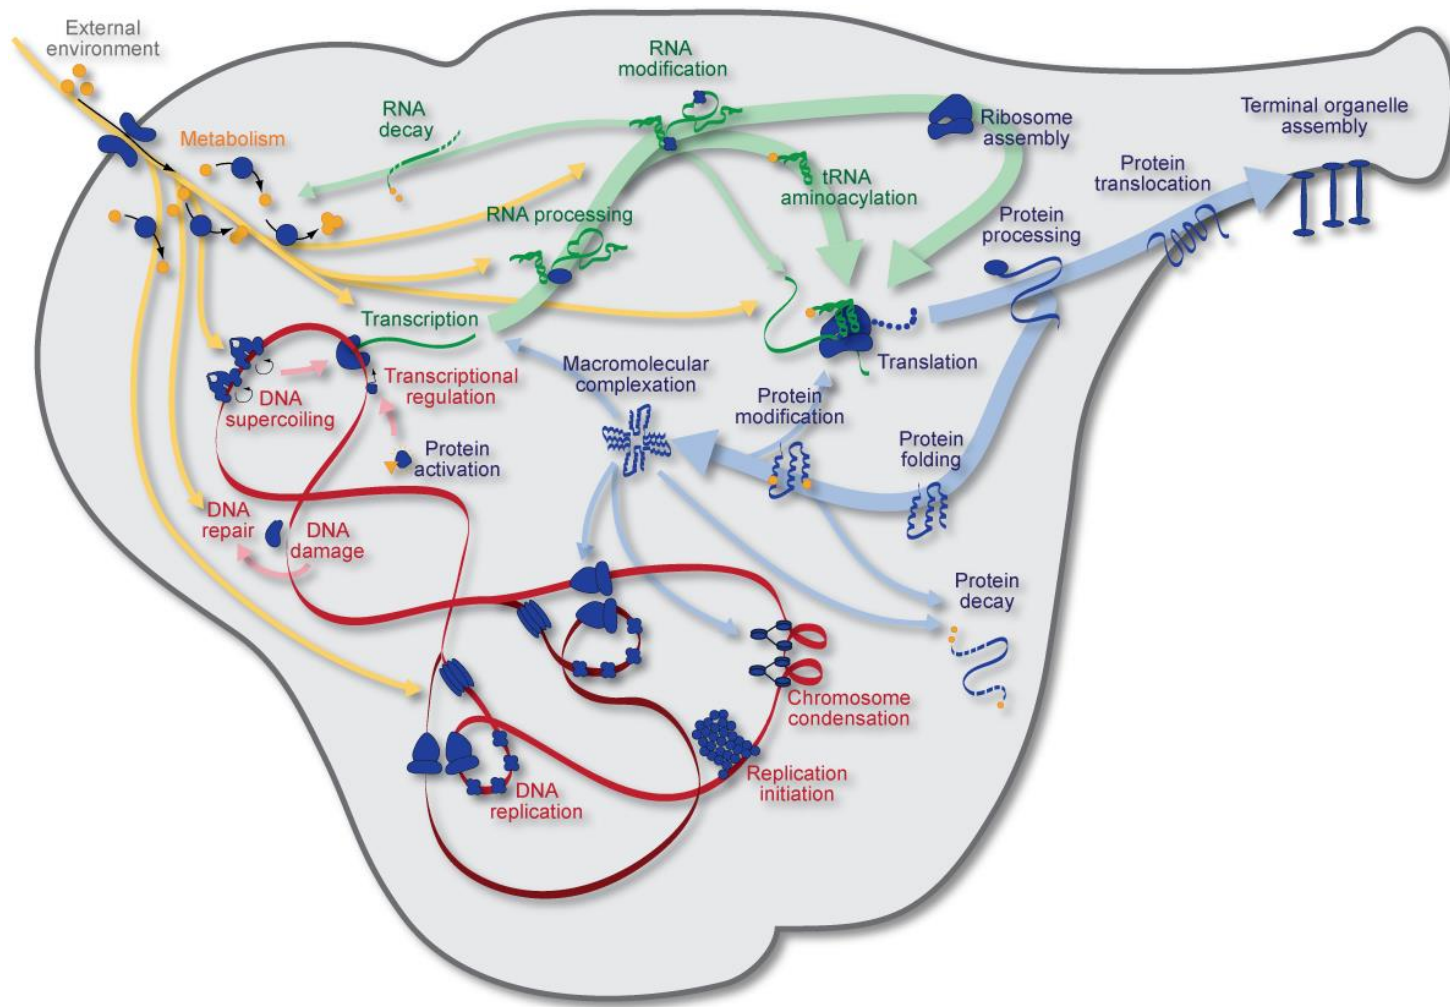 External
environment
Metabolism
RNA
decay
RNA
modification
Ribosome
assembly
Terminal organelle
assembly
Protein
translocation
tRNA
aminoacylation
RNA processing
Protein
processing
Transcription
Translation
Macromolecular
complexation
Transcriptional
regulation
DNA
supercoiling
Protein
modification
Protein
activation
Protein
folding
DNA
repair
DNA
damage
Protein
decay
Chromosome
condensation
Replication
initiation
DNA
replication